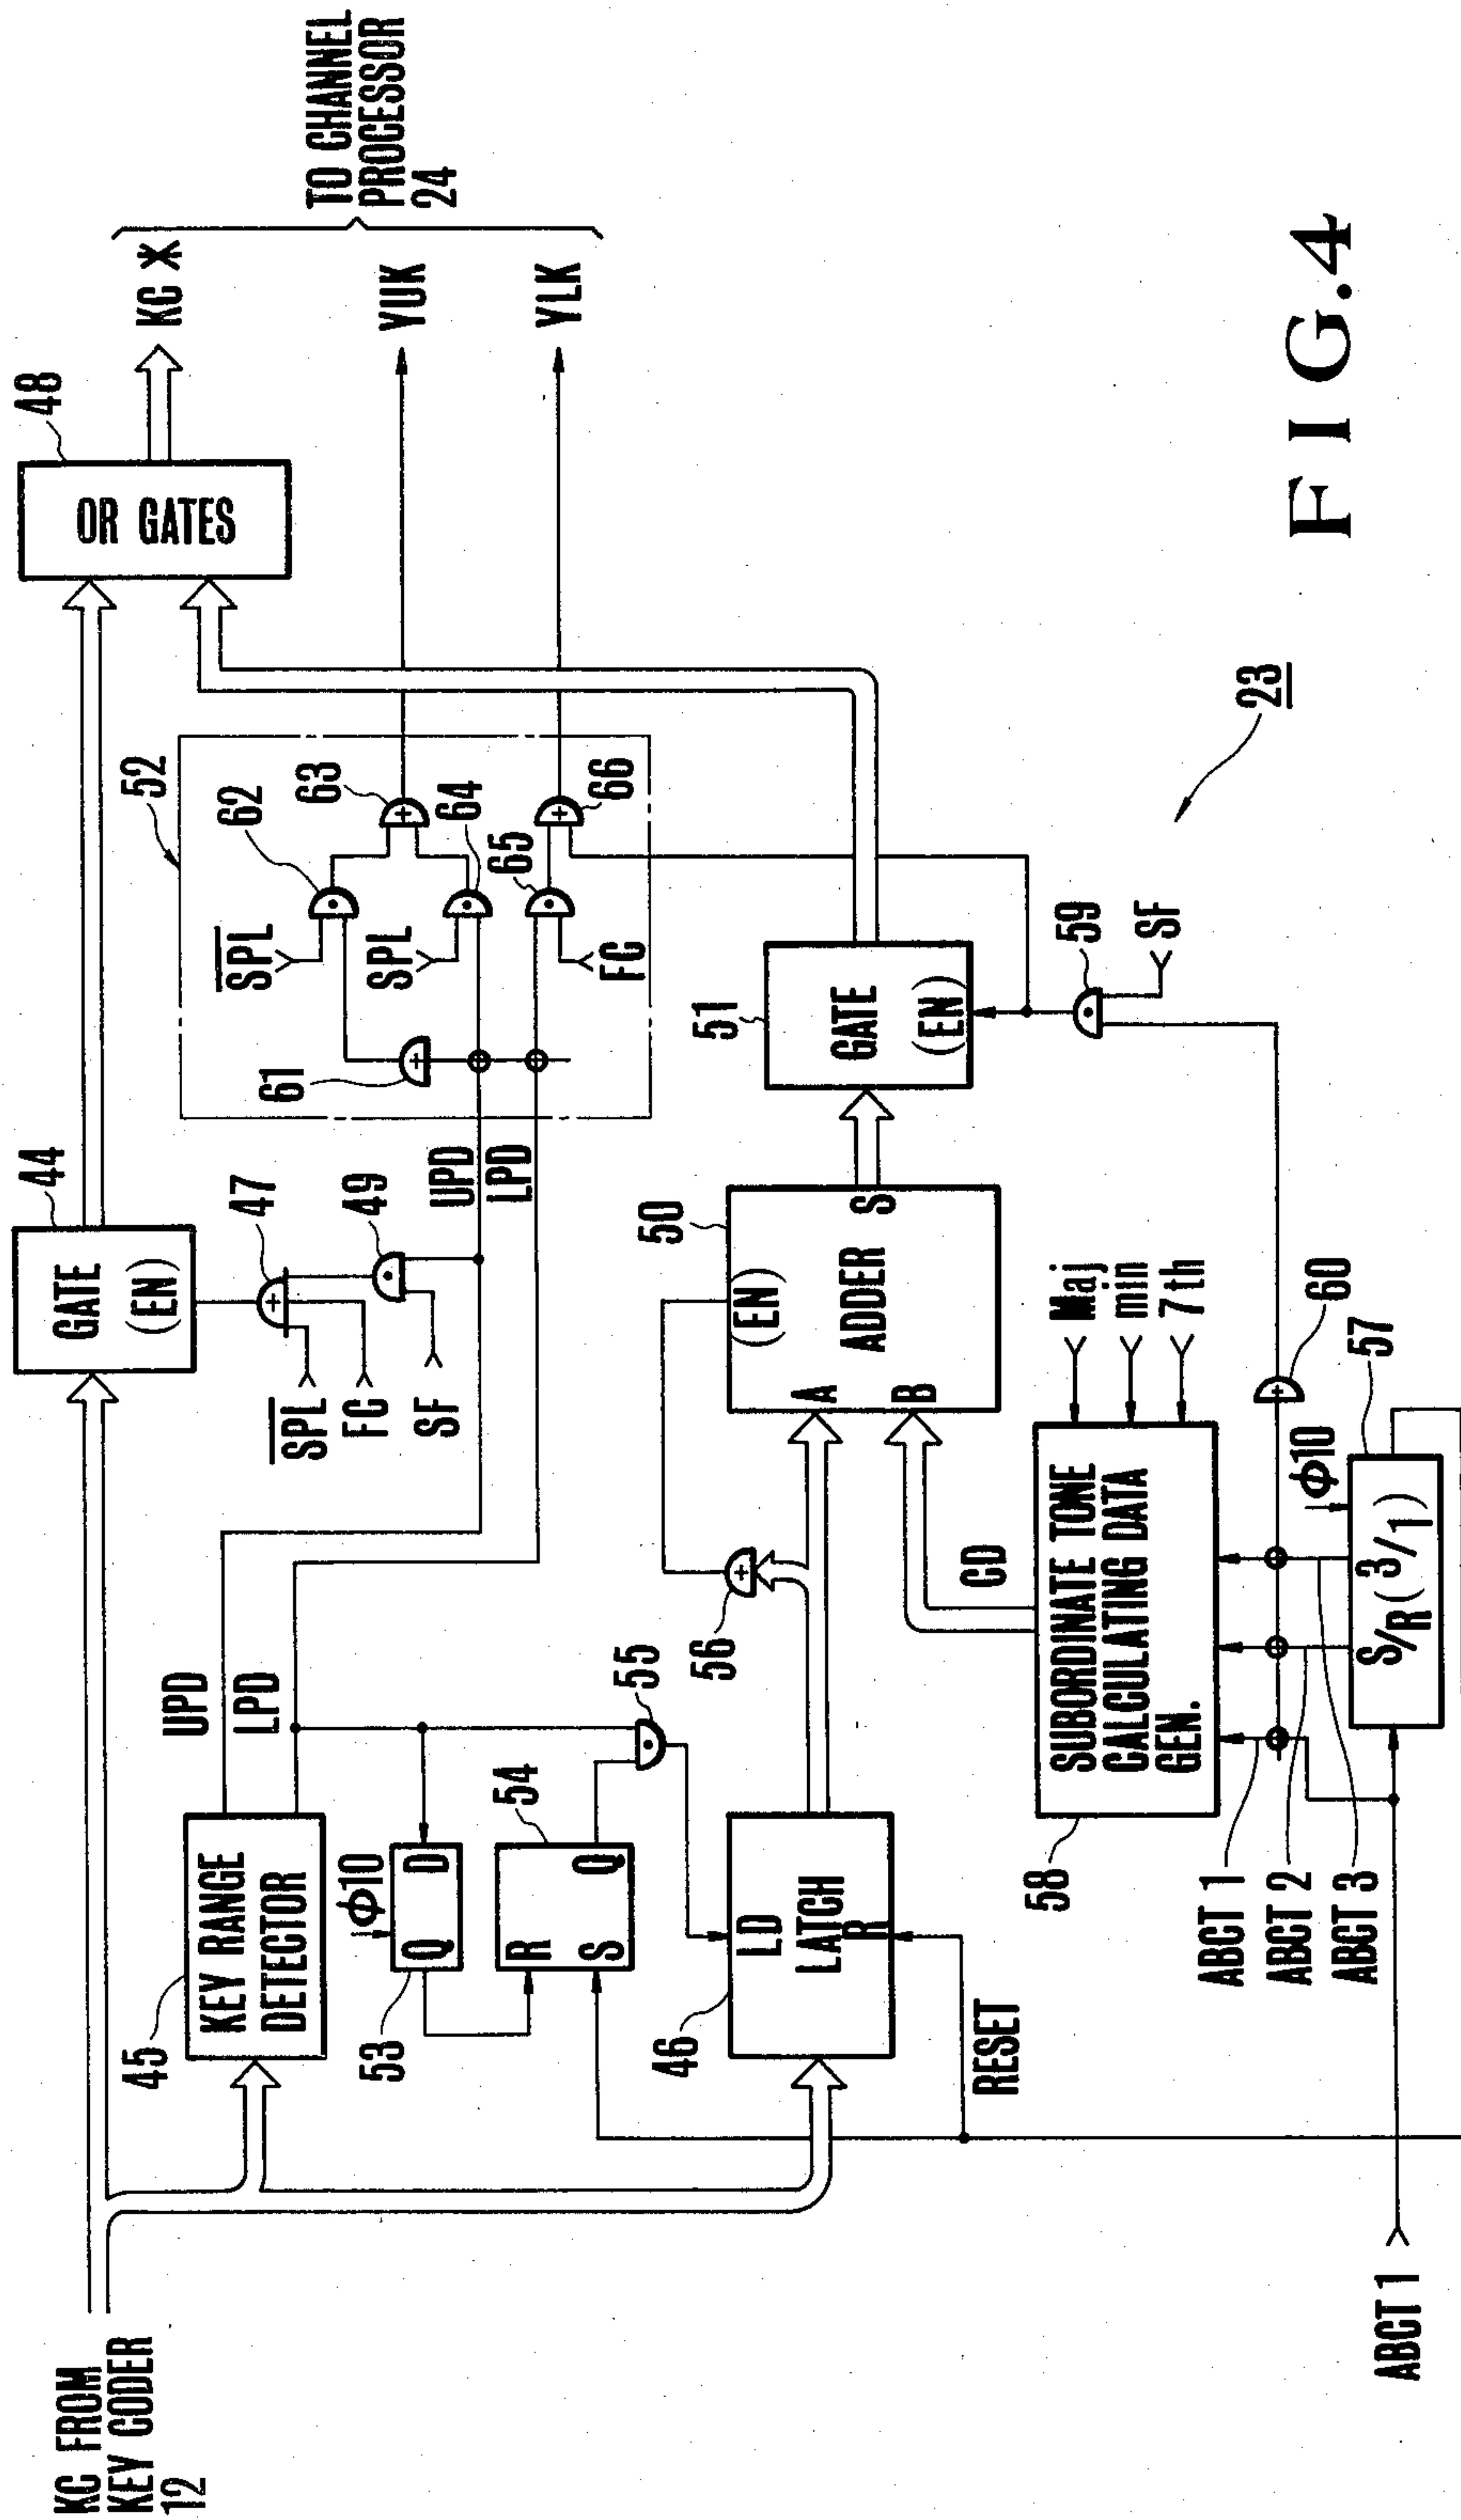 KC FROM
KEY CODER
12
45
KEY RANGE
DETECTOR
UPD
LPD
44
GATE
(EN)
47
49
SPL
FC
SF
UPD
LPD
52
62
63
64
65
66
61
SPL
SPL
FC
48
OR GATES
KC *
YUK
YLK
TO CHANNEL
PROCESSOR
24
φ10
Q D
53
54
R
S Q
55
46
LD
LATCH
R
RESET
56
50
(EN)
ADDER
A
B
S
51
GATE
(EN)
59
SF
CD
58
SUBORDINATE TONE
CALCULATING DATA
GEN.
Maj
min
7th
60
57
φ10
S/R (3/1)
ABCT 1
ABCT 2
ABCT 3
ABCT 1
23
FIG.4